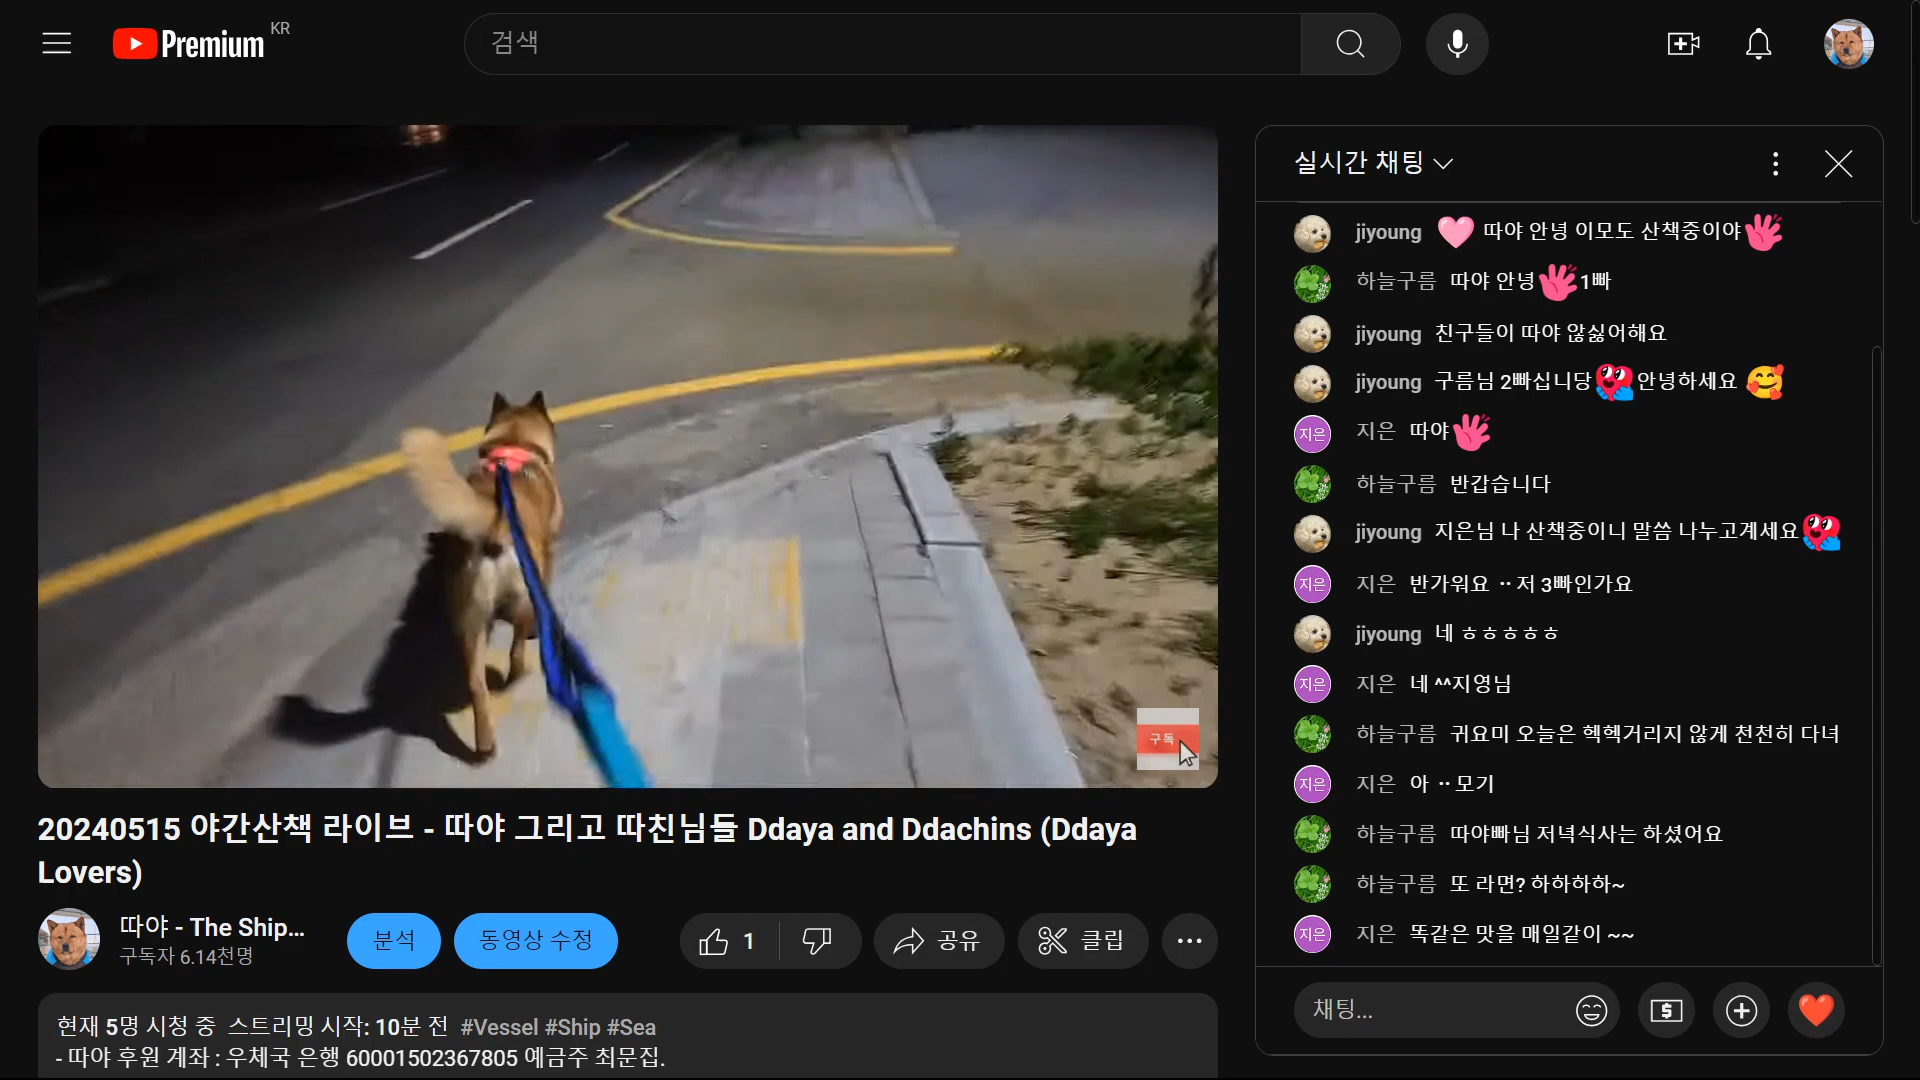 Premium KR
검색
구독
20240515 야간산책 라이브 - 따야 그리고 따친님들 Ddaya and Ddachins (Ddaya
Lovers)
따야 - The Ship...
구독자 6.14천명
분석
동영상 수정
1
공유
클립
현재 5명 시청 중 스트리밍 시작: 10분 전 #Vessel #Ship #Sea
- 따야 후원 계좌 : 우체국 은행 60001502367805 예금주 최문집.
실시간 채팅
jiyoung 따야 안녕 이모도 산책중이야
하늘구름 따야 안녕 1빠
jiyoung 친구들이 따야 않싫어해요
jiyoung 구름님 2빠십니당 안녕하세요
지은 지은 따야
하늘구름 반갑습니다
jiyoung 지은님 나 산책중이니 말씀 나누고계세요
지은 지은 반가워요 ·· 저 3빠인가요
jiyoung 네 ㅎㅎㅎㅎㅎ
지은 지은 네 ^^지영님
하늘구름 귀요미 오늘은 헥헥거리지 않게 천천히 다녀
지은 지은 아 ·· 모기
하늘구름 따야빠님 저녁식사는 하셨어요
하늘구름 또 라면? 하하하하~
지은 지은 똑같은 맛을 매일같이 ~~
채팅...